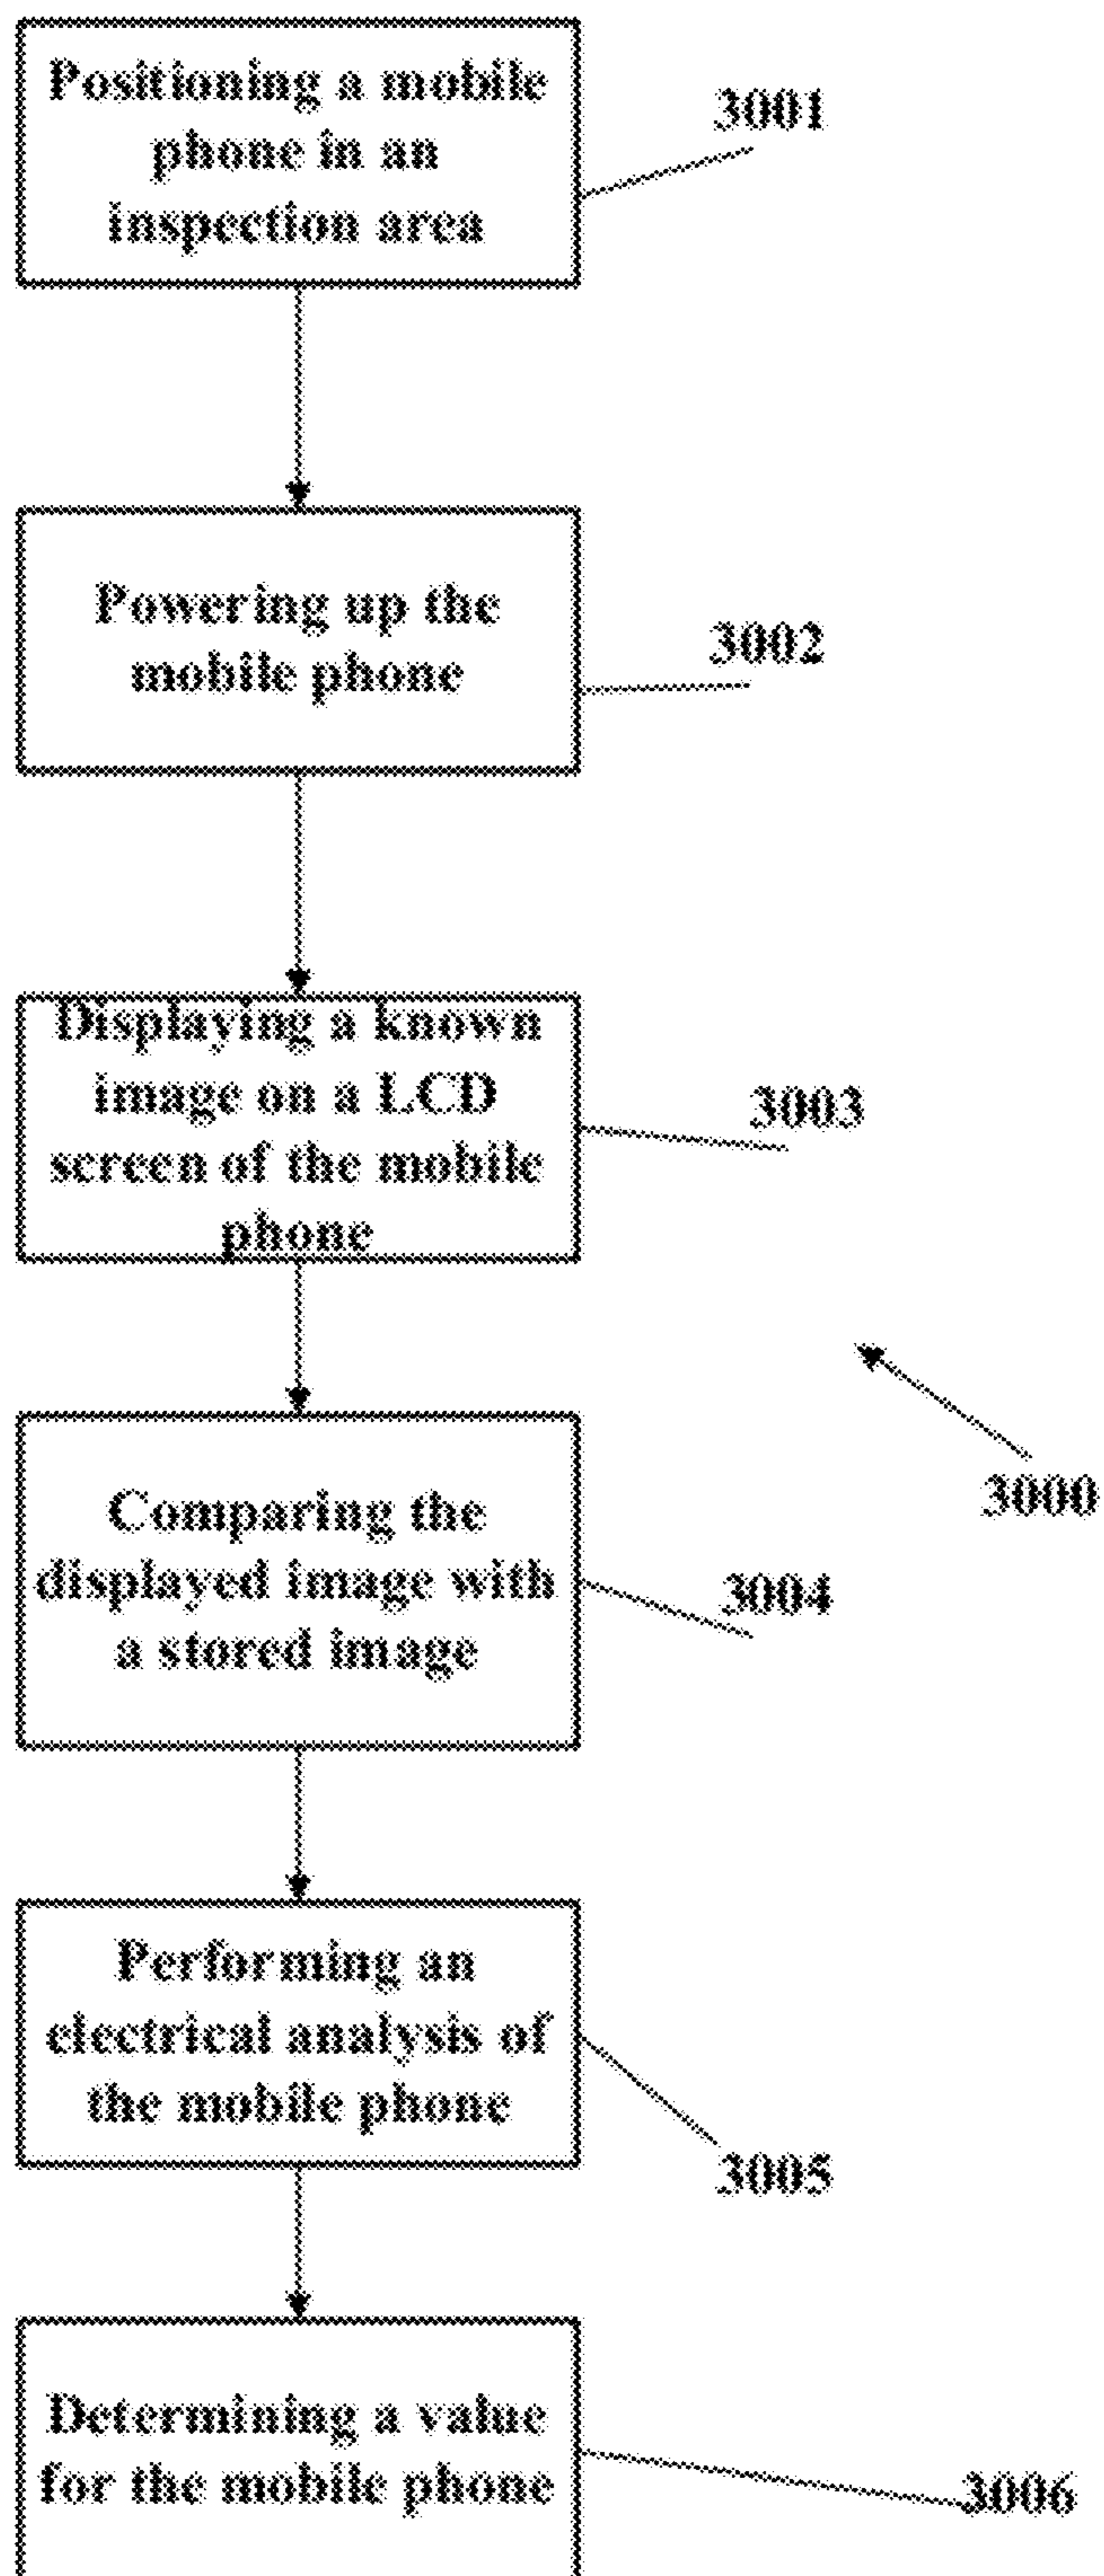 Positioning a mobile
phone in an
inspection area
3001
Powering up the
mobile phone
3002
Displaying a known
image on a LCD
screen of the mobile
phone
3003
3000
Comparing the
displayed image with
a stored image
3004
Performing an
electrical analysis of
the mobile phone
3005
Determining a value
for the mobile phone
3006